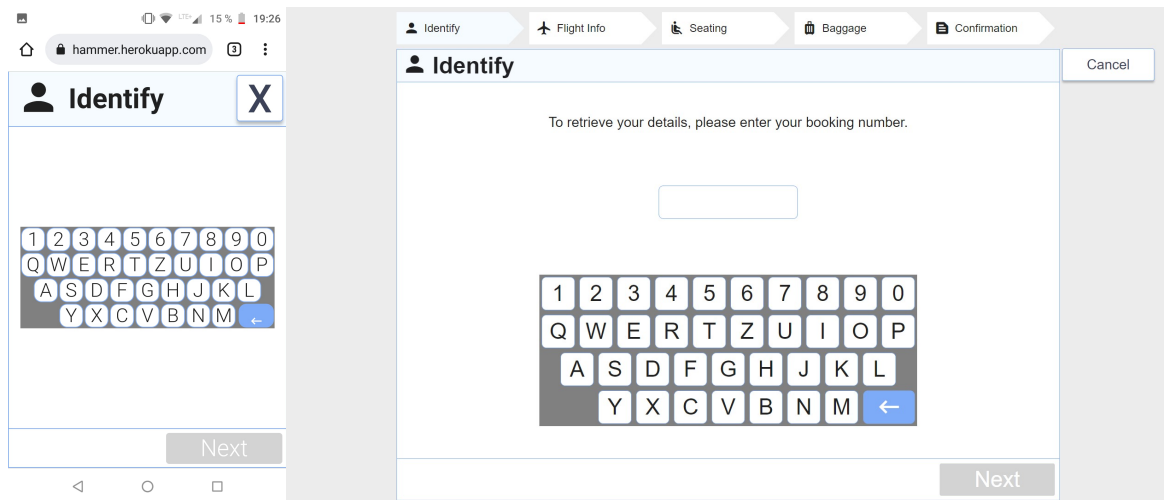 LTE+ 15 % 19:26
hammer.herokuapp.com 3
Identify X
1 2 3 4 5 6 7 8 9 0
Q W E R T Z U I O P
A S D F G H J K L
Y X C V B N M ←
Next
Identify Flight Info Seating Baggage Confirmation
Identify
Cancel
To retrieve your details, please enter your booking number.
1 2 3 4 5 6 7 8 9 0
Q W E R T Z U I O P
A S D F G H J K L
Y X C V B N M ←
Next